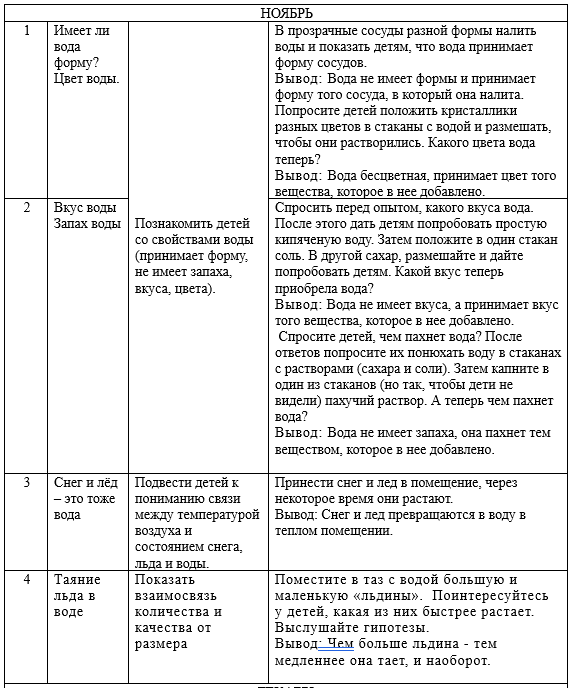 НОЯБРЬ
1
Имеет ли
вода
форму?
Цвет воды.
Познакомить детей
со свойствами воды
(принимает форму,
не имеет запаха,
вкуса, цвета).
В прозрачные сосуды разной формы налить
воды и показать детям, что вода принимает
форму сосудов.
Вывод: Вода не имеет формы и принимает
форму того сосуда, в который она налита.
Попросите детей положить кристаллики
разных цветов в стаканы с водой и размешать,
чтобы они растворились. Какого цвета вода
теперь?
Вывод: Вода бесцветная, принимает цвет того
вещества, которое в нее добавлено.
2
Вкус воды
Запах воды
Спросить перед опытом, какого вкуса вода.
После этого дать детям попробовать простую
кипяченую воду. Затем положите в один стакан
соль. В другой сахар, размешайте и дайте
попробовать детям. Какой вкус теперь
приобрела вода?
Вывод: Вода не имеет вкуса, а принимает вкус
того вещества, которое в нее добавлено.
Спросите детей, чем пахнет вода? После
ответов попросите их понюхать воду в стаканах
с растворами (сахара и соли). Затем капните в
один из стаканов (но так, чтобы дети не
видели) пахучий раствор. А теперь чем пахнет
вода?
Вывод: Вода не имеет запаха, она пахнет тем
веществом, которое в нее добавлено.
3
Снег и лёд
– это тоже
вода
Подвести детей к
пониманию связи
между температурой
воздуха и
состоянием снега,
льда и воды.
Принести снег и лед в помещение, через
некоторое время они растают.
Вывод: Снег и лед превращаются в воду в
теплом помещении.
4
Таяние
льда в
воде
Показать
взаимосвязь
количества и
качества от
размера
Поместите в таз с водой большую и
маленькую «льдины». Поинтересуйтесь
у детей, какая из них быстрее растает.
Выслушайте гипотезы.
Вывод: Чем больше льдина - тем
медленнее она тает, и наоборот.